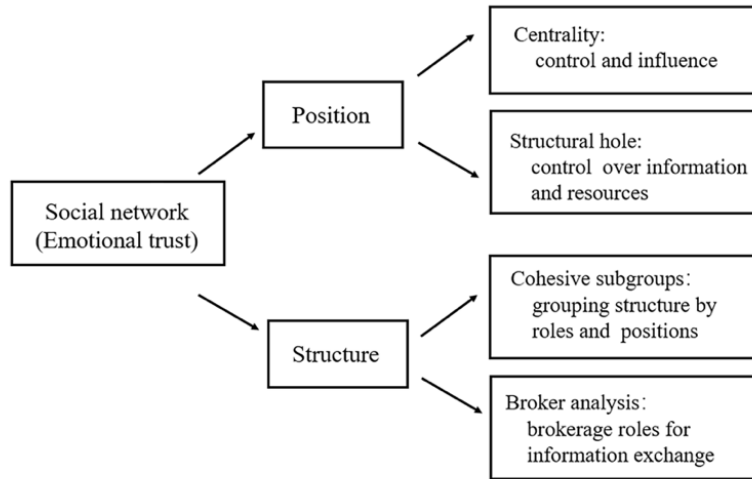 Centrality:
control and influence
Position
Structural hole:
control over information
and resources
Social network
(Emotional trust)
Cohesive subgroups:
grouping structure by
roles and positions
Structure
Broker analysis:
brokerage roles for
information exchange